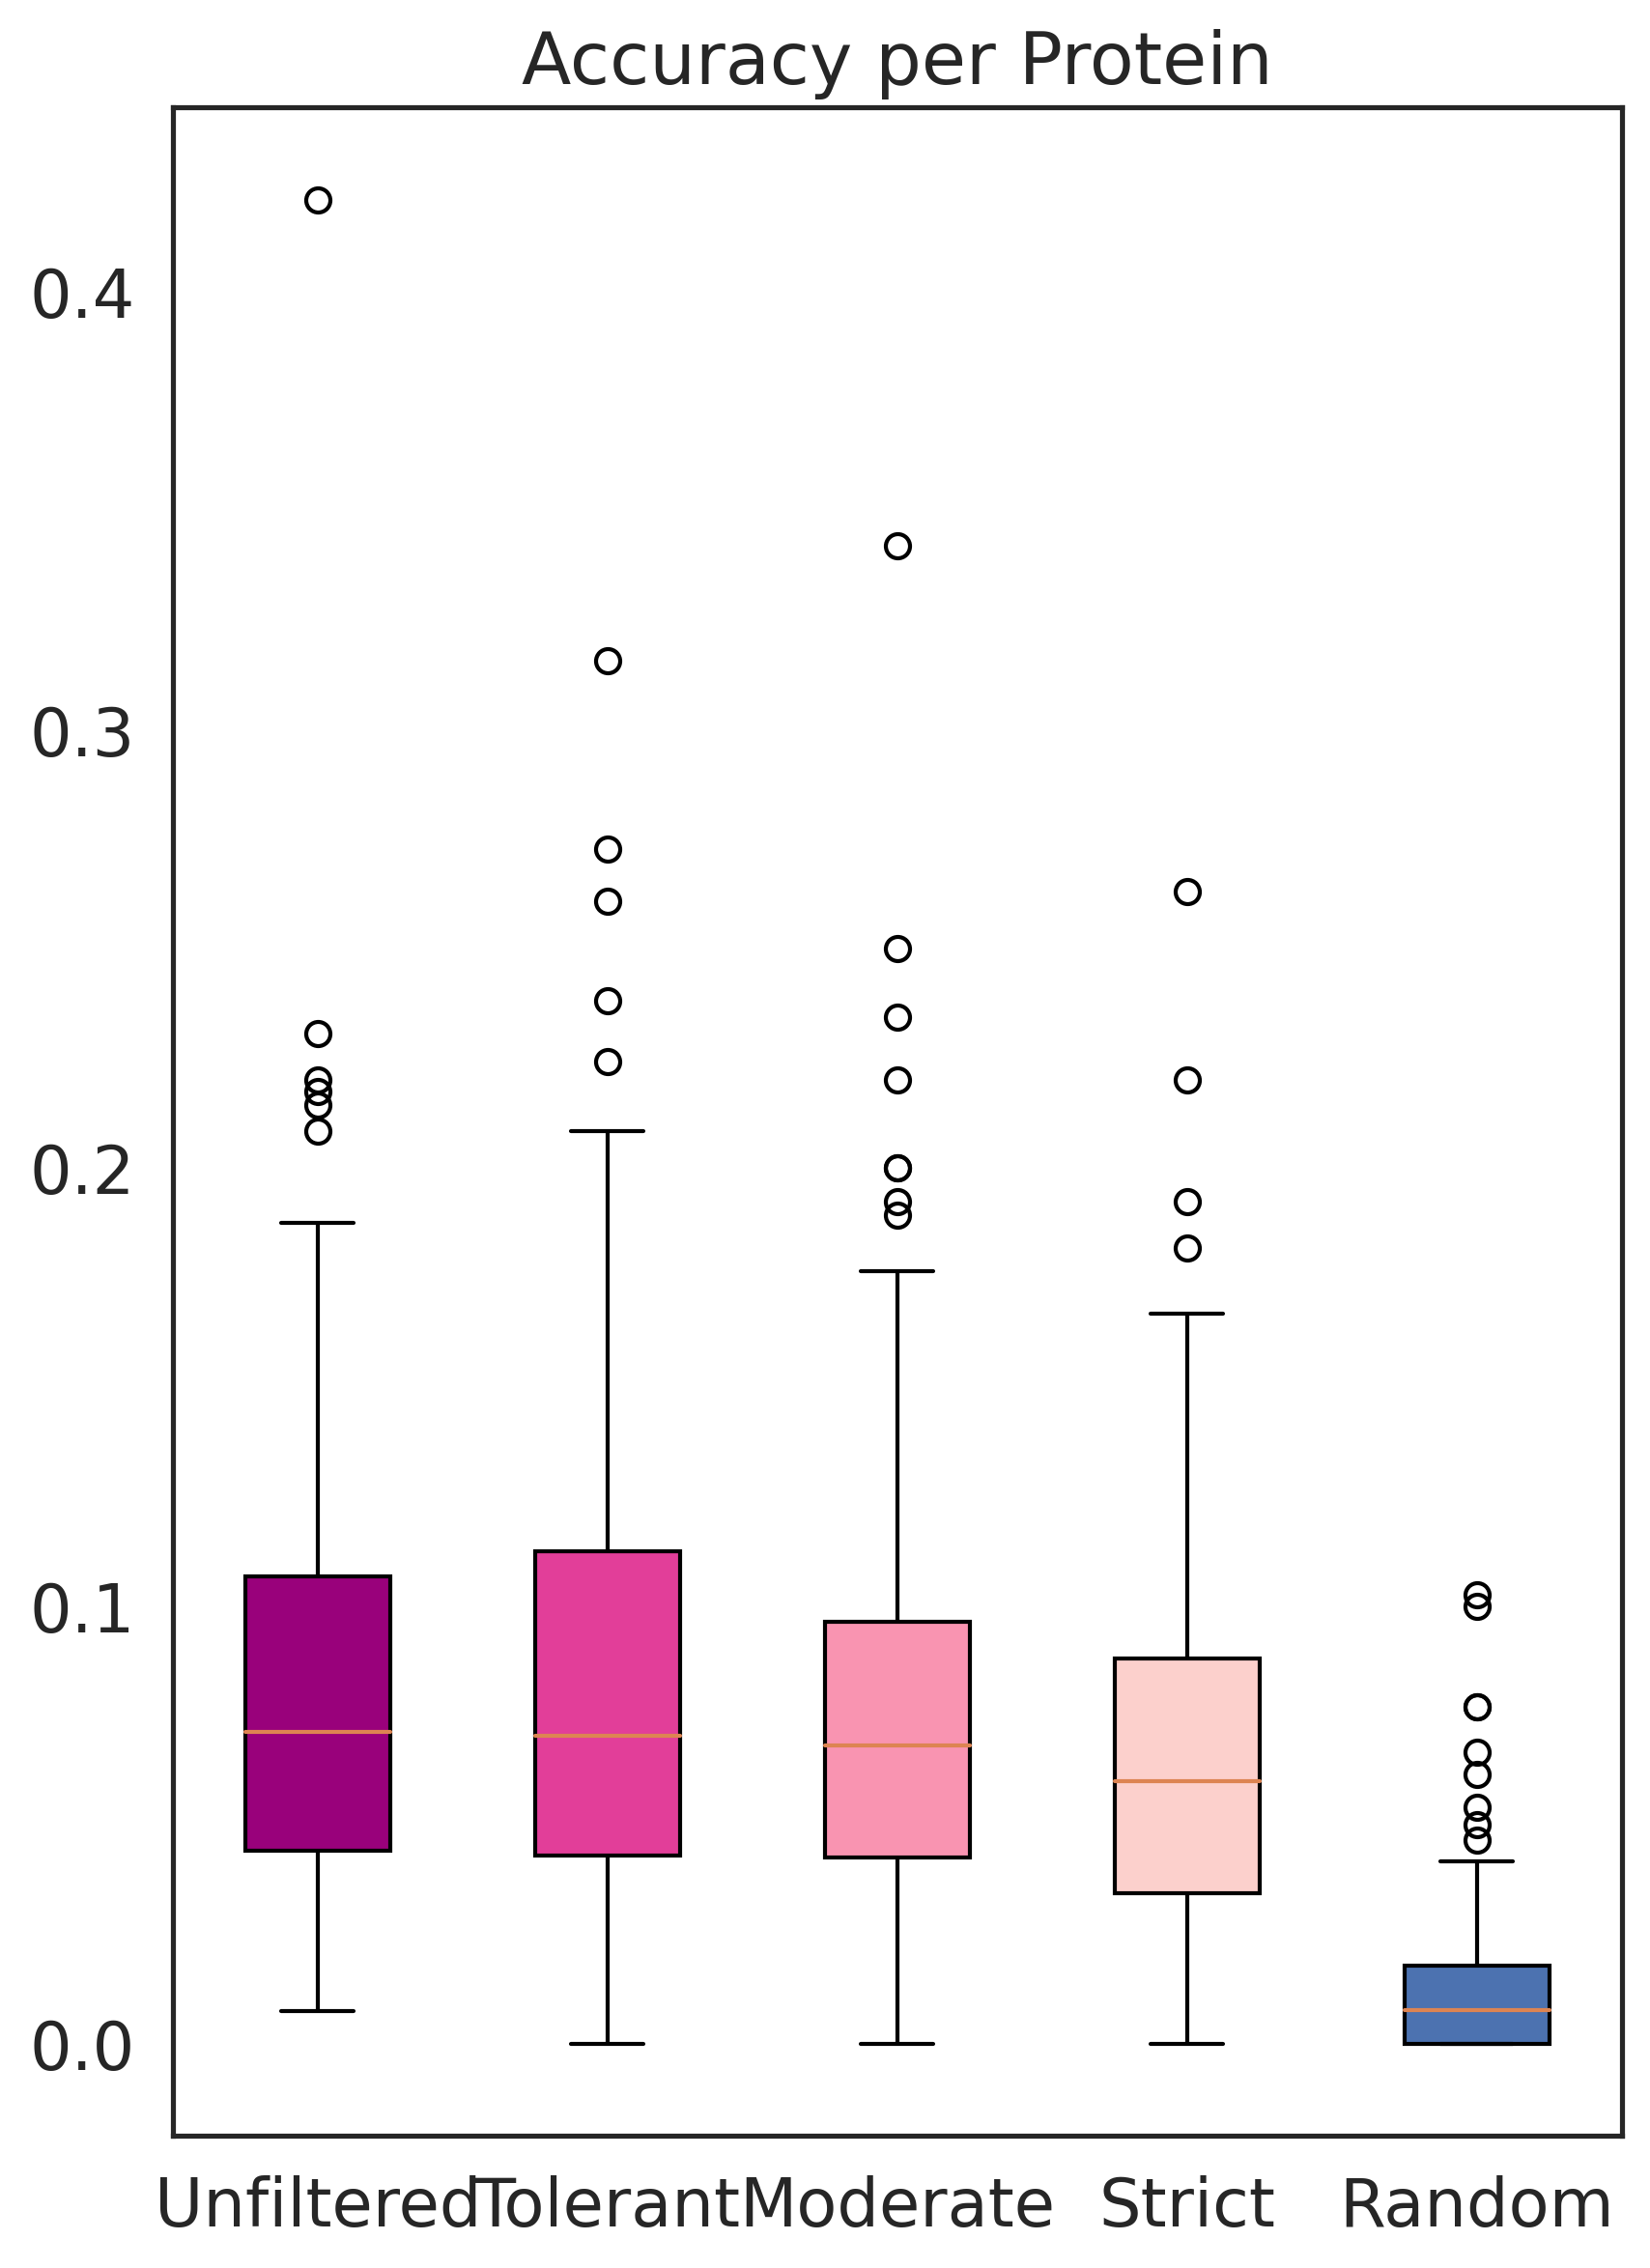 Accuracy per Protein
0.4
0.3
0.2
0.1
0.0
Unfiltered Tolerant Moderate Strict Random